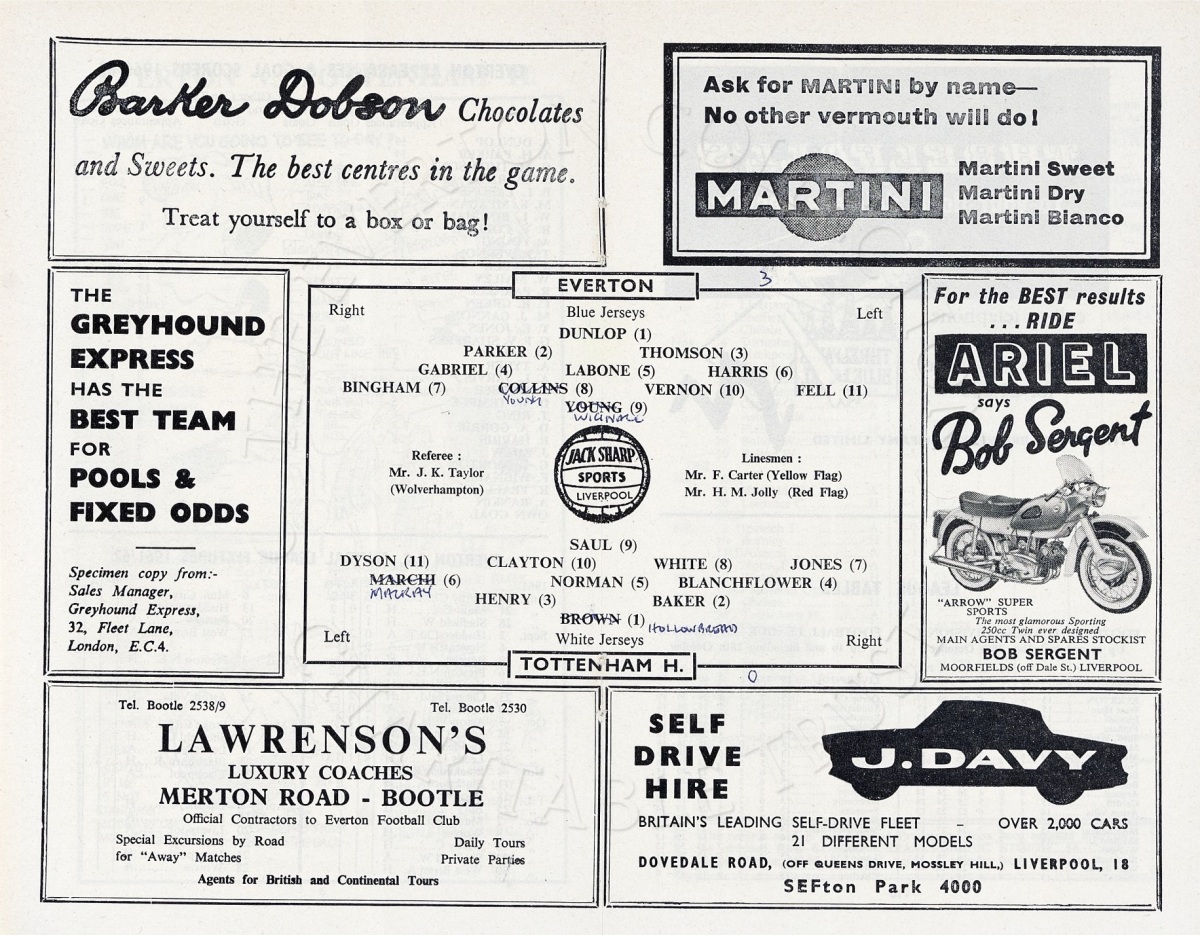 Barker Dobson Chocolates
and Sweets. The best centres in the game.
Treat yourself to a box or bag!
Ask for MARTINI by name—
No other vermouth will do!
MARTINI
Martini Sweet
Martini Dry
Martini Bianco
THE
GREYHOUND
EXPRESS
HAS THE
BEST TEAM
FOR
POOLS &
FIXED ODDS
Specimen copy from:-
Sales Manager,
Greyhound Express,
32, Fleet Lane,
London, E.C.4.
EVERTON
3
Right Blue Jerseys Left
DUNLOP (1)
PARKER (2) THOMSON (3)
GABRIEL (4) LABONE (5) HARRIS (6)
BINGHAM (7) COLLINS (8) VERNON (10) FELL (11)
YOUNG
YOUNG (9)
WIGNALL
Referee :
Mr. J. K. Taylor
(Wolverhampton)
JACK SHARP
SPORTS
LIVERPOOL
Linesmen :
Mr. F. Carter (Yellow Flag)
Mr. H. M. Jolly (Red Flag)
SAUL (9)
DYSON (11) CLAYTON (10) WHITE (8) JONES (7)
MARCHI (6) NORMAN (5) BLANCHFLOWER (4)
MACKAY
HENRY (3) BAKER (2)
BROWN (1)
HOLLOWBREAD
Left White Jerseys Right
TOTTENHAM H.
0
For the BEST results
...RIDE
ARIEL
says
Bob Sergent
"ARROW" SUPER
SPORTS
The most glamorous Sporting
250cc Twin ever designed
MAIN AGENTS AND SPARES STOCKIST
BOB SERGENT
MOORFIELDS (off Dale St.) LIVERPOOL
Tel. Bootle 2538/9 Tel. Bootle 2530
LAWRENSON'S
LUXURY COACHES
MERTON ROAD - BOOTLE
Official Contractors to Everton Football Club
Special Excursions by Road
for "Away" Matches
Daily Tours
Private Parties
Agents for British and Continental Tours
SELF
DRIVE
HIRE
J. DAVY
BRITAIN'S LEADING SELF-DRIVE FLEET – OVER 2,000 CARS
21 DIFFERENT MODELS
DOVEDALE ROAD, (OFF QUEENS DRIVE, MOSSLEY HILL,) LIVERPOOL, 18
SEFton Park 4000